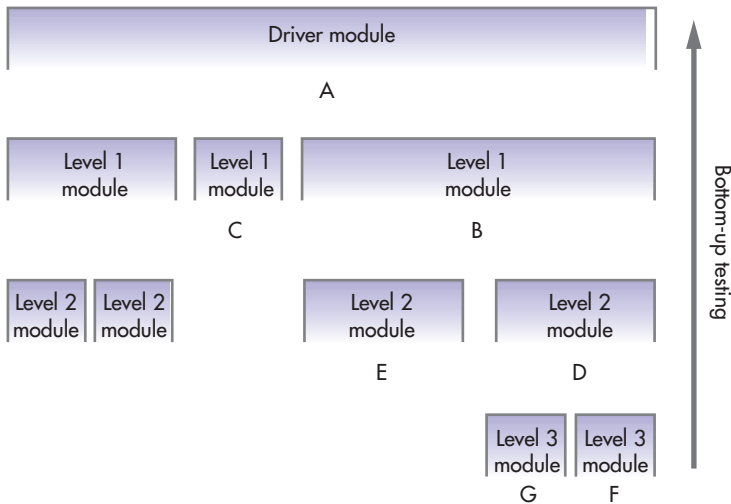 Driver module
A
Level 1
module
Level 1
module
Level 1
module
C
B
Level 2
module
Level 2
module
Level 2
module
Level 2
module
E
D
Level 3
module
Level 3
module
G
F
Bottom-up testing